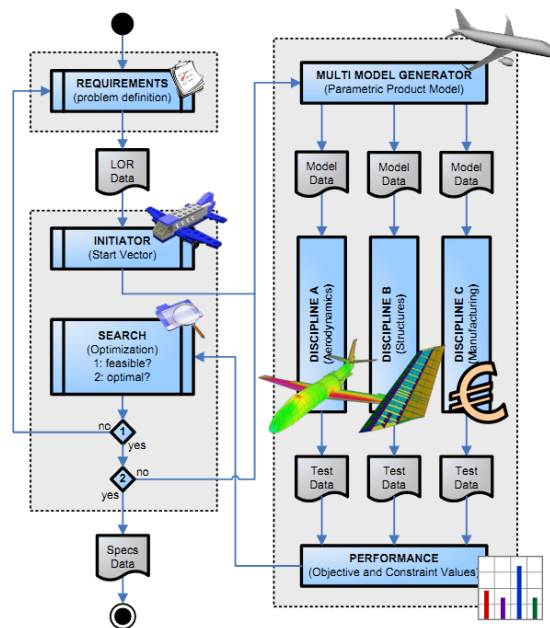 REQUIREMENTS
(problem definition)
LOR
Data
INITIATOR
(Start Vector)
SEARCH
(Optimization)
1: feasible?
2: optimal?
no
1
yes
2
no
yes
Specs
Data
MULTI MODEL GENERATOR
(Parametric Product Model)
Model
Data
Model
Data
Model
Data
DISCIPLINE A
(Aerodynamics)
DISCIPLINE B
(Structures)
DISCIPLINE C
(Manufacturing)
€
Test
Data
Test
Data
Test
Data
PERFORMANCE
(Objective and Constraint Values)